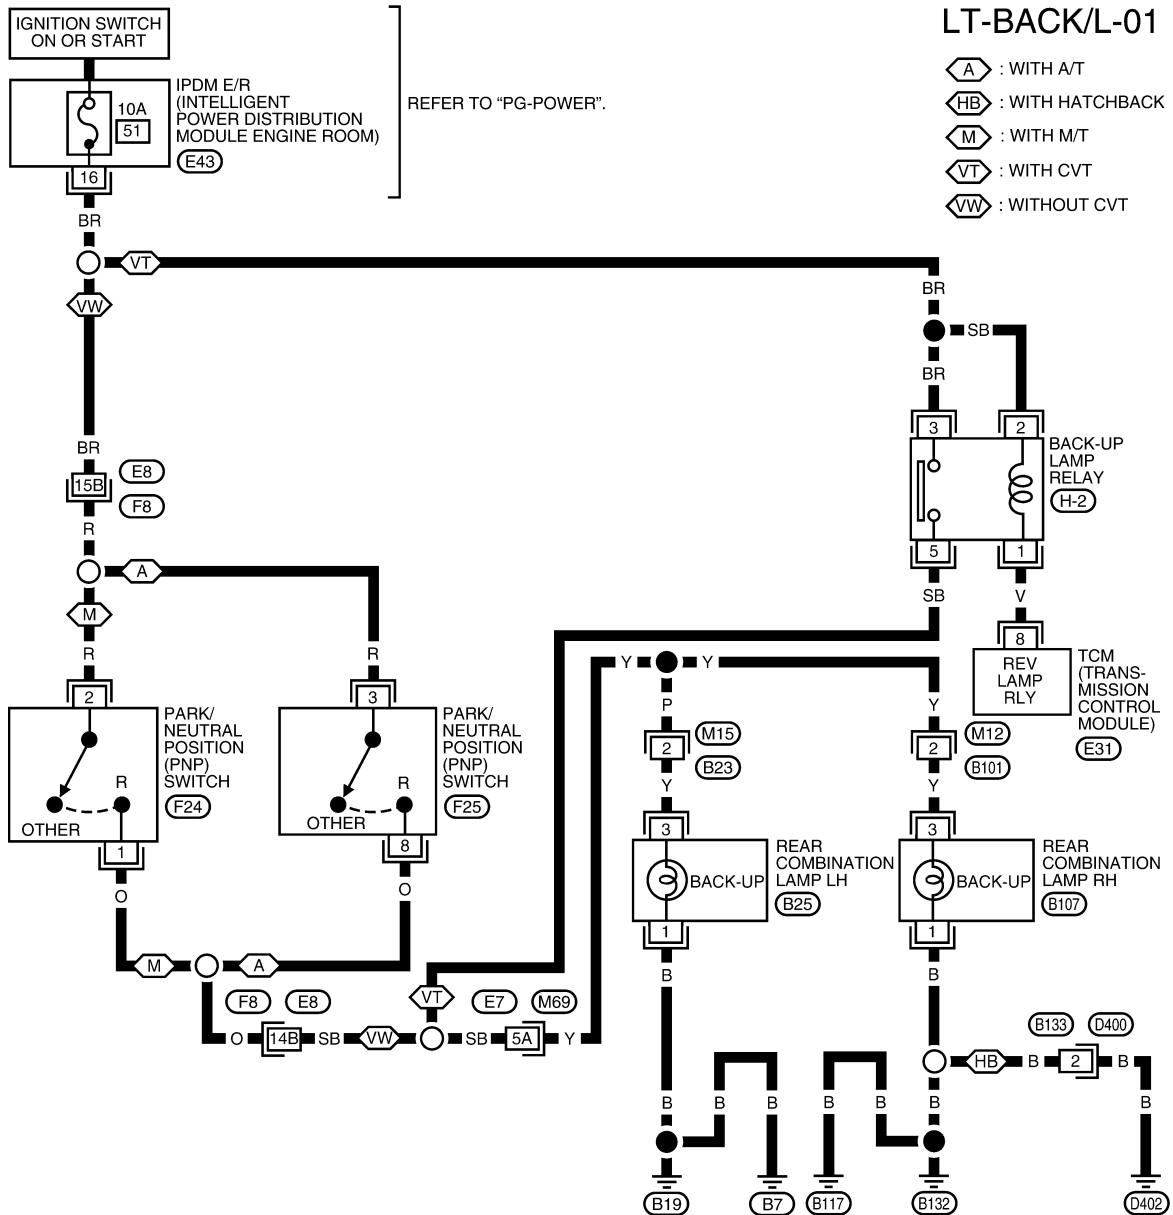 LT-BACK/L-01
IGNITION SWITCH
ON OR START
IPDM E/R
(INTELLIGENT
POWER DISTRIBUTION
MODULE ENGINE ROOM)
E43
10A
51
16
REFER TO “PG-POWER”.
A : WITH A/T
HB : WITH HATCHBACK
M : WITH M/T
VT : WITH CVT
VW : WITHOUT CVT
BR
VT
VW
BR
SB
BR
BR
3
2
BACK-UP
LAMP
RELAY
H-2
15B
E8
F8
R
5
1
A
SB
V
M
8
REV
LAMP
RLY
TCM
(TRANS-
MISSION
CONTROL
MODULE)
E31
R
R
Y
Y
2
3
P
Y
PARK/
NEUTRAL
POSITION
(PNP)
SWITCH
F24
R
OTHER
1
PARK/
NEUTRAL
POSITION
(PNP)
SWITCH
F25
R
OTHER
8
2
M15
B23
2
M12
B101
Y
Y
3
3
BACK-UP
REAR
COMBINATION
LAMP LH
B25
BACK-UP
REAR
COMBINATION
LAMP RH
B107
1
1
O
O
B
B
M
A
VT
F8
E8
E7
M69
O
14B
SB
VW
SB
5A
Y
B133
D400
HB
B
2
B
B
B
B
B
B
B
B
B19
B7
B117
B132
D402